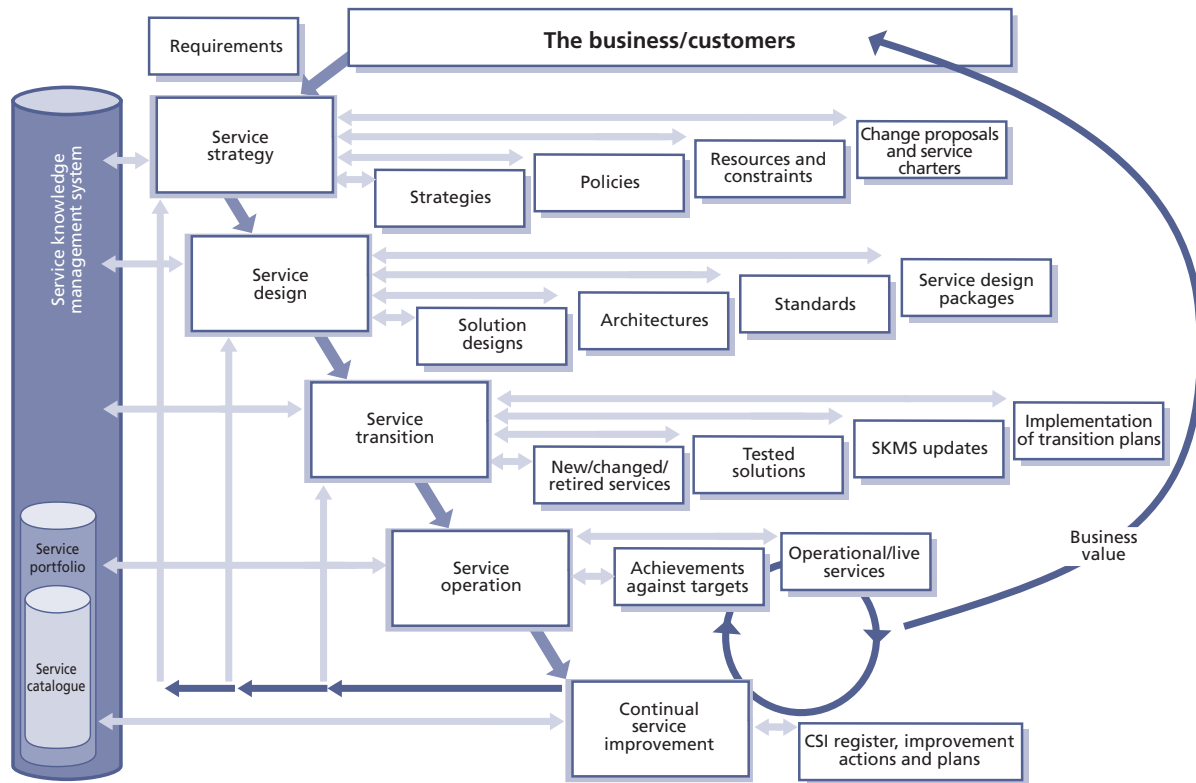 Requirements
The business/customers
Service knowledge
management system
Service
strategy
Strategies
Policies
Resources and
constraints
Change proposals
and service
charters
Service
design
Solution
designs
Architectures
Standards
Service design
packages
Service
transition
New/changed/
retired services
Tested
solutions
SKMS updates
Implementation
of transition plans
Service
portfolio
Service
operation
Achievements
against targets
Operational/live
services
Business
value
Service
catalogue
Continual
service
improvement
CSI register, improvement
actions and plans